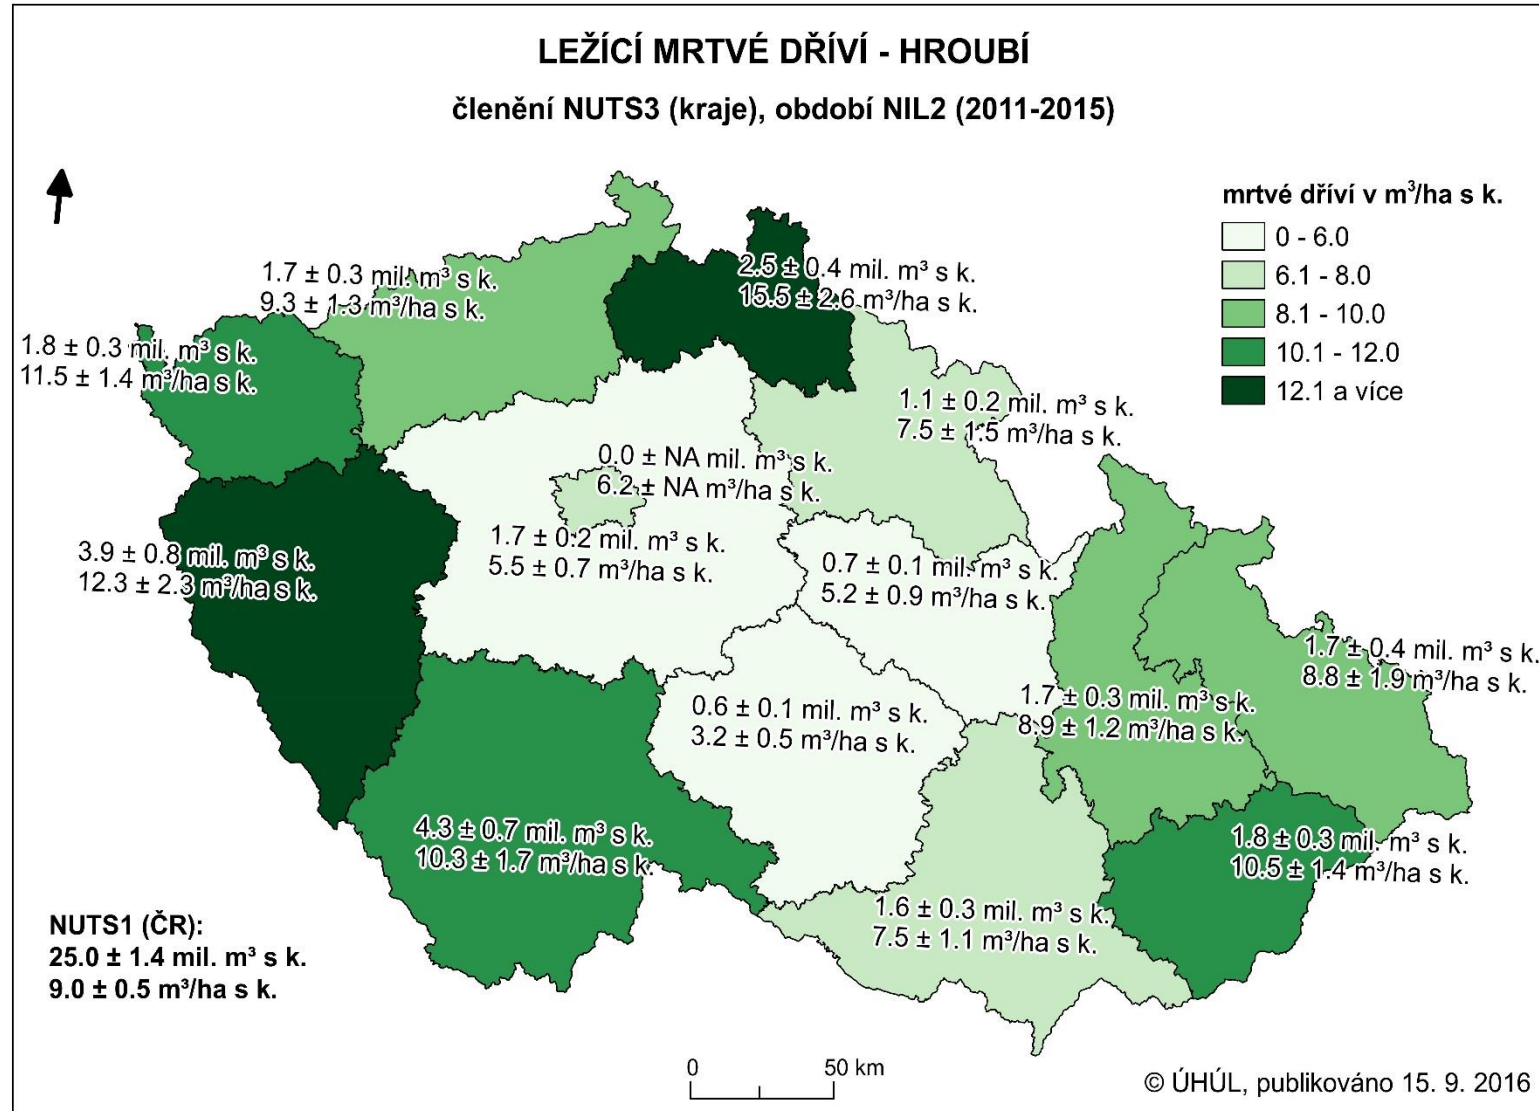 LEŽÍCÍ MRTVÉ DŘÍVÍ - HROUBÍ
členění NUTS3 (kraje), období NIL2 (2011-2015)
mrtvé dříví v m³/ha s k.
0 - 6.0
6.1 - 8.0
8.1 - 10.0
10.1 - 12.0
12.1 a více
2.5 ± 0.4 mil. m³ s k.
15.5 ± 2.6 m³/ha s k.
1.7 ± 0.3 mil. m³ s k.
9.3 ± 1.3 m³/ha s k.
1.8 ± 0.3 mil. m³ s k.
11.5 ± 1.4 m³/ha s k.
1.1 ± 0.2 mil. m³ s k.
7.5 ± 1.5 m³/ha s k.
0.0 ± NA mil. m³ s k.
6.2 ± NA m³/ha s k.
1.7 ± 0.2 mil. m³ s k.
5.5 ± 0.7 m³/ha s k.
3.9 ± 0.8 mil. m³ s k.
12.3 ± 2.3 m³/ha s k.
0.7 ± 0.1 mil. m³ s k.
5.2 ± 0.9 m³/ha s k.
1.7 ± 0.4 mil. m³ s k.
8.8 ± 1.9 m³/ha s k.
1.7 ± 0.3 mil. m³ s k.
8.9 ± 1.2 m³/ha s k.
0.6 ± 0.1 mil. m³ s k.
3.2 ± 0.5 m³/ha s k.
4.3 ± 0.7 mil. m³ s k.
10.3 ± 1.7 m³/ha s k.
1.8 ± 0.3 mil. m³ s k.
10.5 ± 1.4 m³/ha s k.
1.6 ± 0.3 mil. m³ s k.
7.5 ± 1.1 m³/ha s k.
NUTS1 (ČR):
25.0 ± 1.4 mil. m³ s k.
9.0 ± 0.5 m³/ha s k.
0 50 km
© ÚHÚL, publikováno 15. 9. 2016